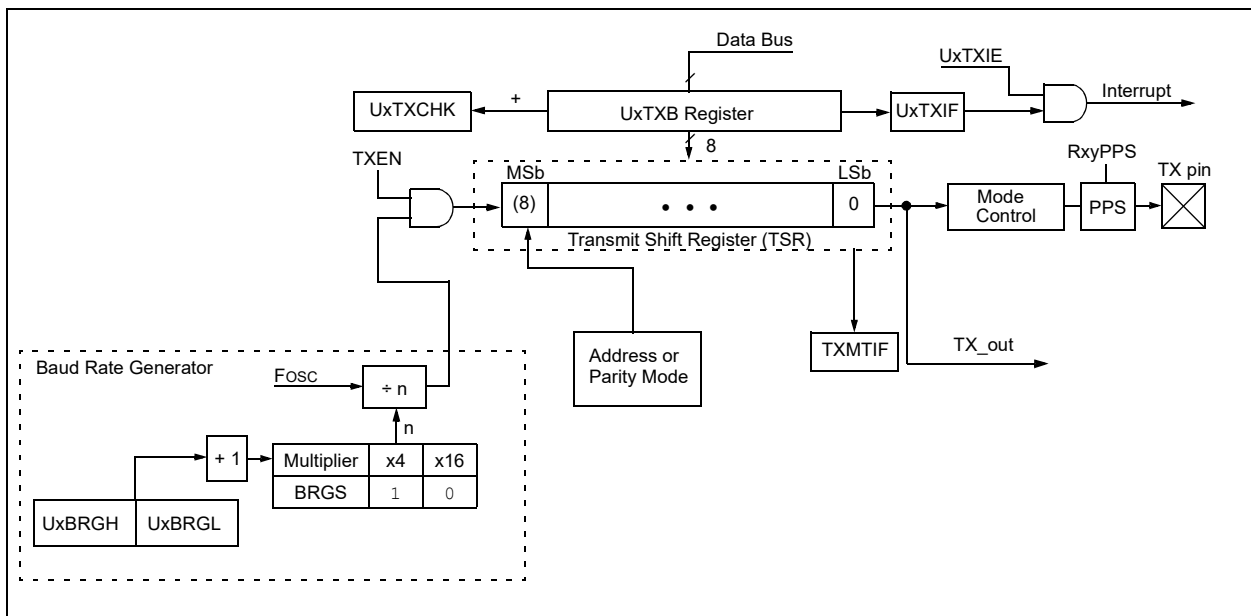 Data Bus
UxTXIE
Interrupt
UxTXCHK
+
UxTXB Register
UxTXIF
8
TXEN
RxyPPS
MSb
LSb
TX pin
(8)
• • •
0
Mode
Control
PPS
Transmit Shift Register (TSR)
TXMTIF
TX_out
Address or
Parity Mode
Baud Rate Generator
FOSC
÷ n
n
+ 1
Multiplier x4 x16
BRGS 1 0
UxBRGH UxBRGL